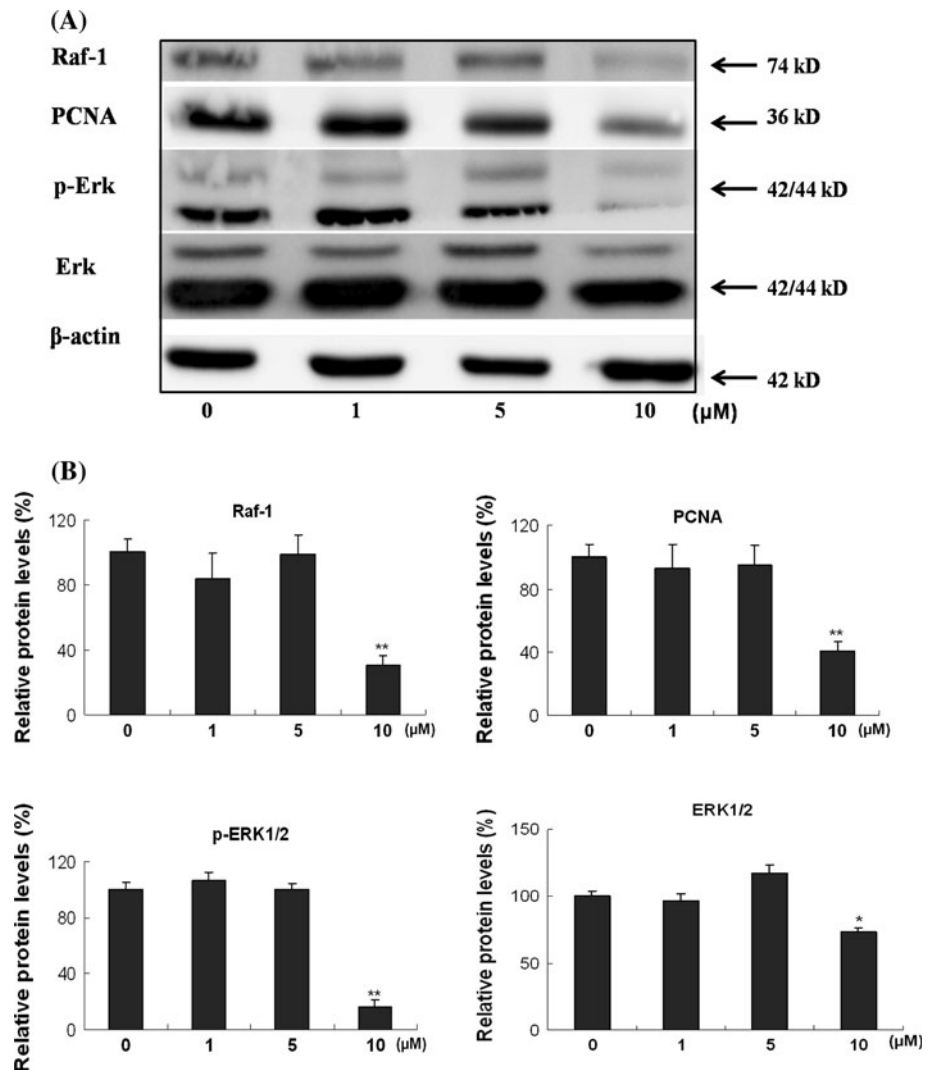 (A)
Raf-1
74 kD
PCNA
36 kD
p-Erk
42/44 kD
Erk
42/44 kD
β-actin
42 kD
0 1 5 10 (μM)
(B)
Raf-1
Relative protein levels (%)
120
80
40
0
**
0 1 5 10 (μM)
PCNA
Relative protein levels (%)
120
80
40
0
**
0 1 5 10 (μM)
p-ERK1/2
Relative protein levels (%)
120
80
40
0
**
0 1 5 10 (μM)
ERK1/2
Relative protein levels (%)
150
100
50
0
*
0 1 5 10 (μM)